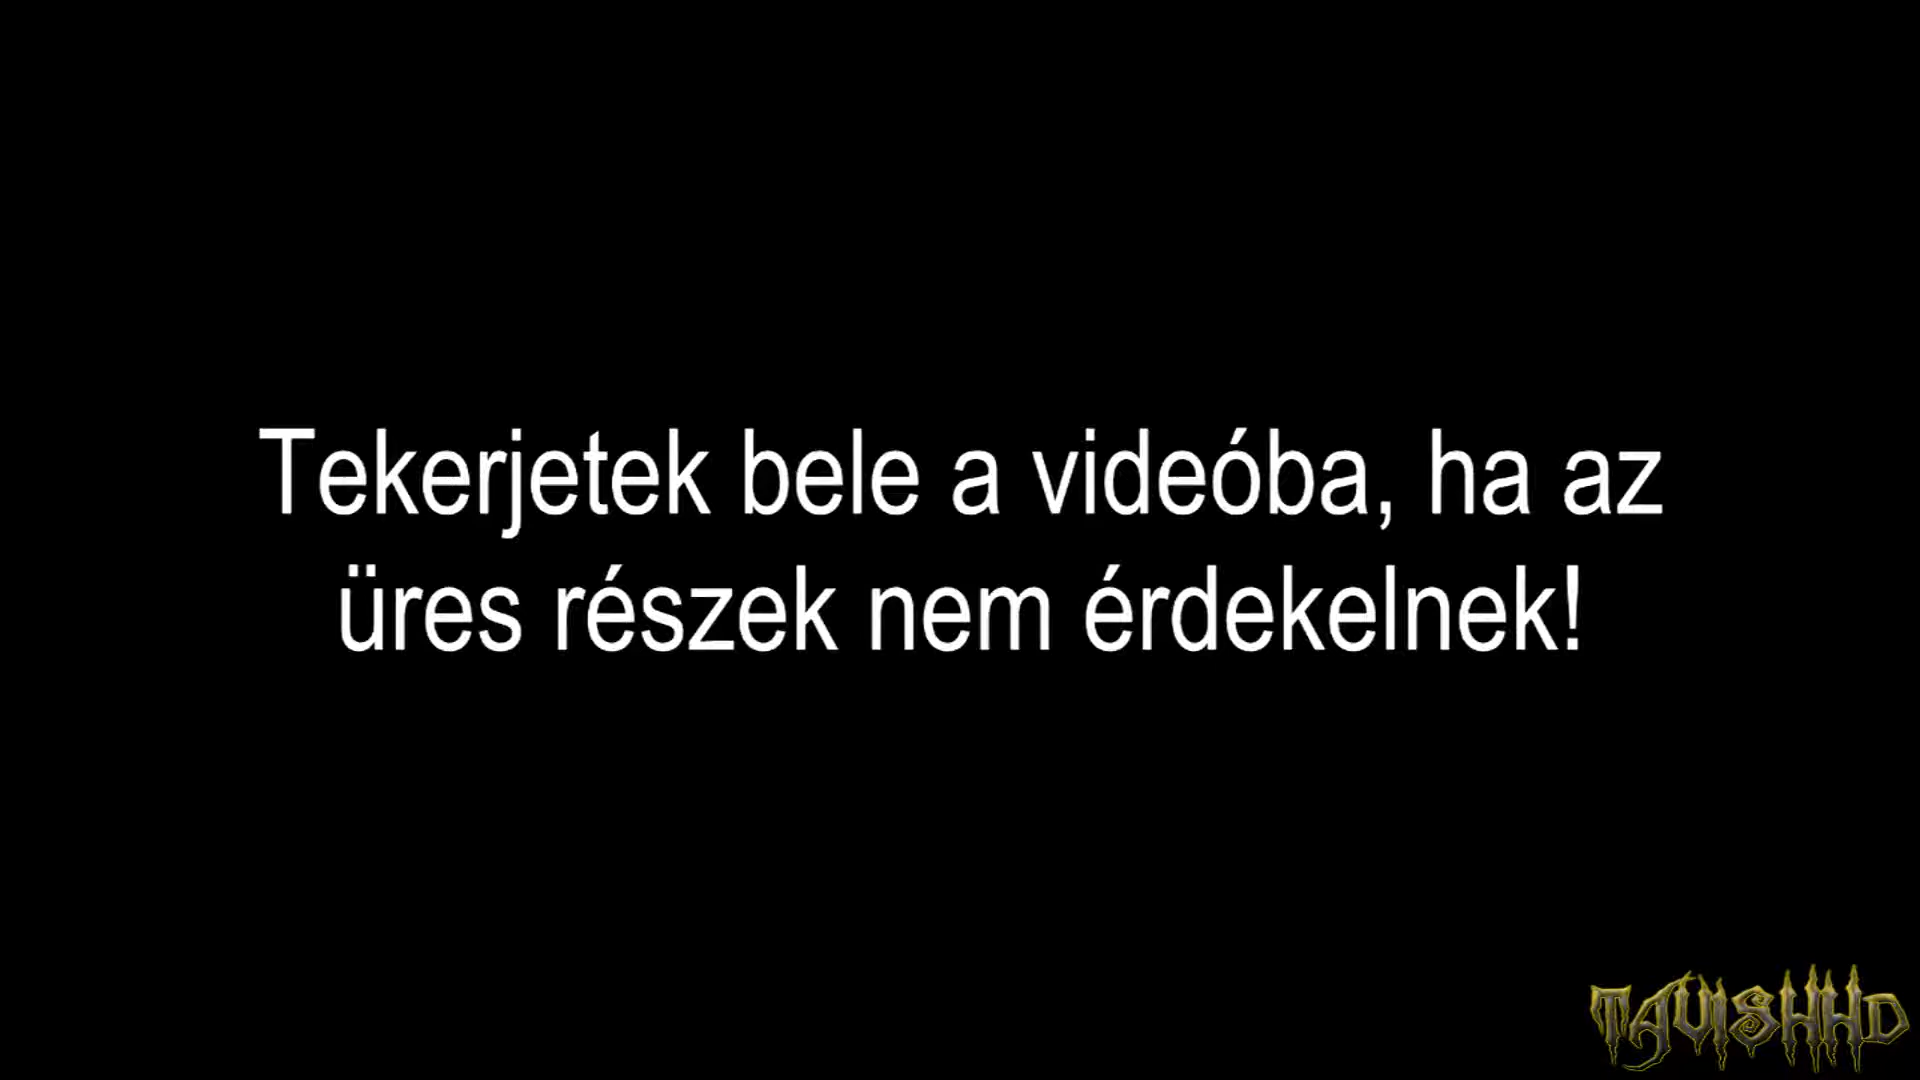 Tekerjetek bele a videóba, ha az
üres részek nem érdekelnek!
TAVISHHD